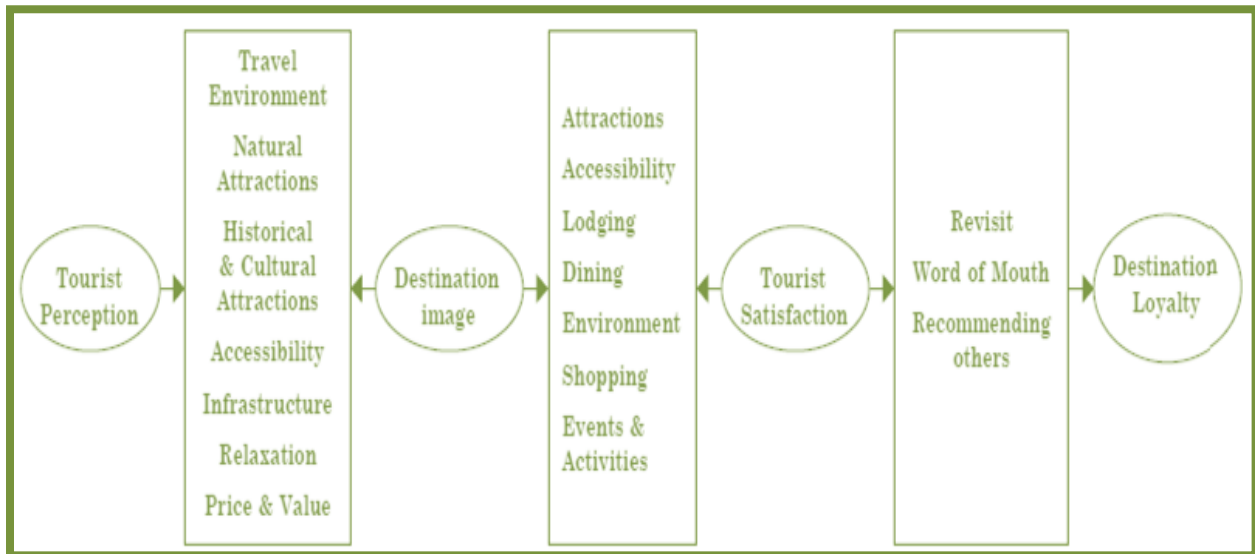 Tourist
Perception
Travel
Environment
Natural
Attractions
Historical
& Cultural
Attractions
Accessibility
Infrastructure
Relaxation
Price & Value
Destination
image
Attractions
Accessibility
Lodging
Dining
Environment
Shopping
Events &
Activities
Tourist
Satisfaction
Revisit
Word of Mouth
Recommending
others
Destination
Loyalty